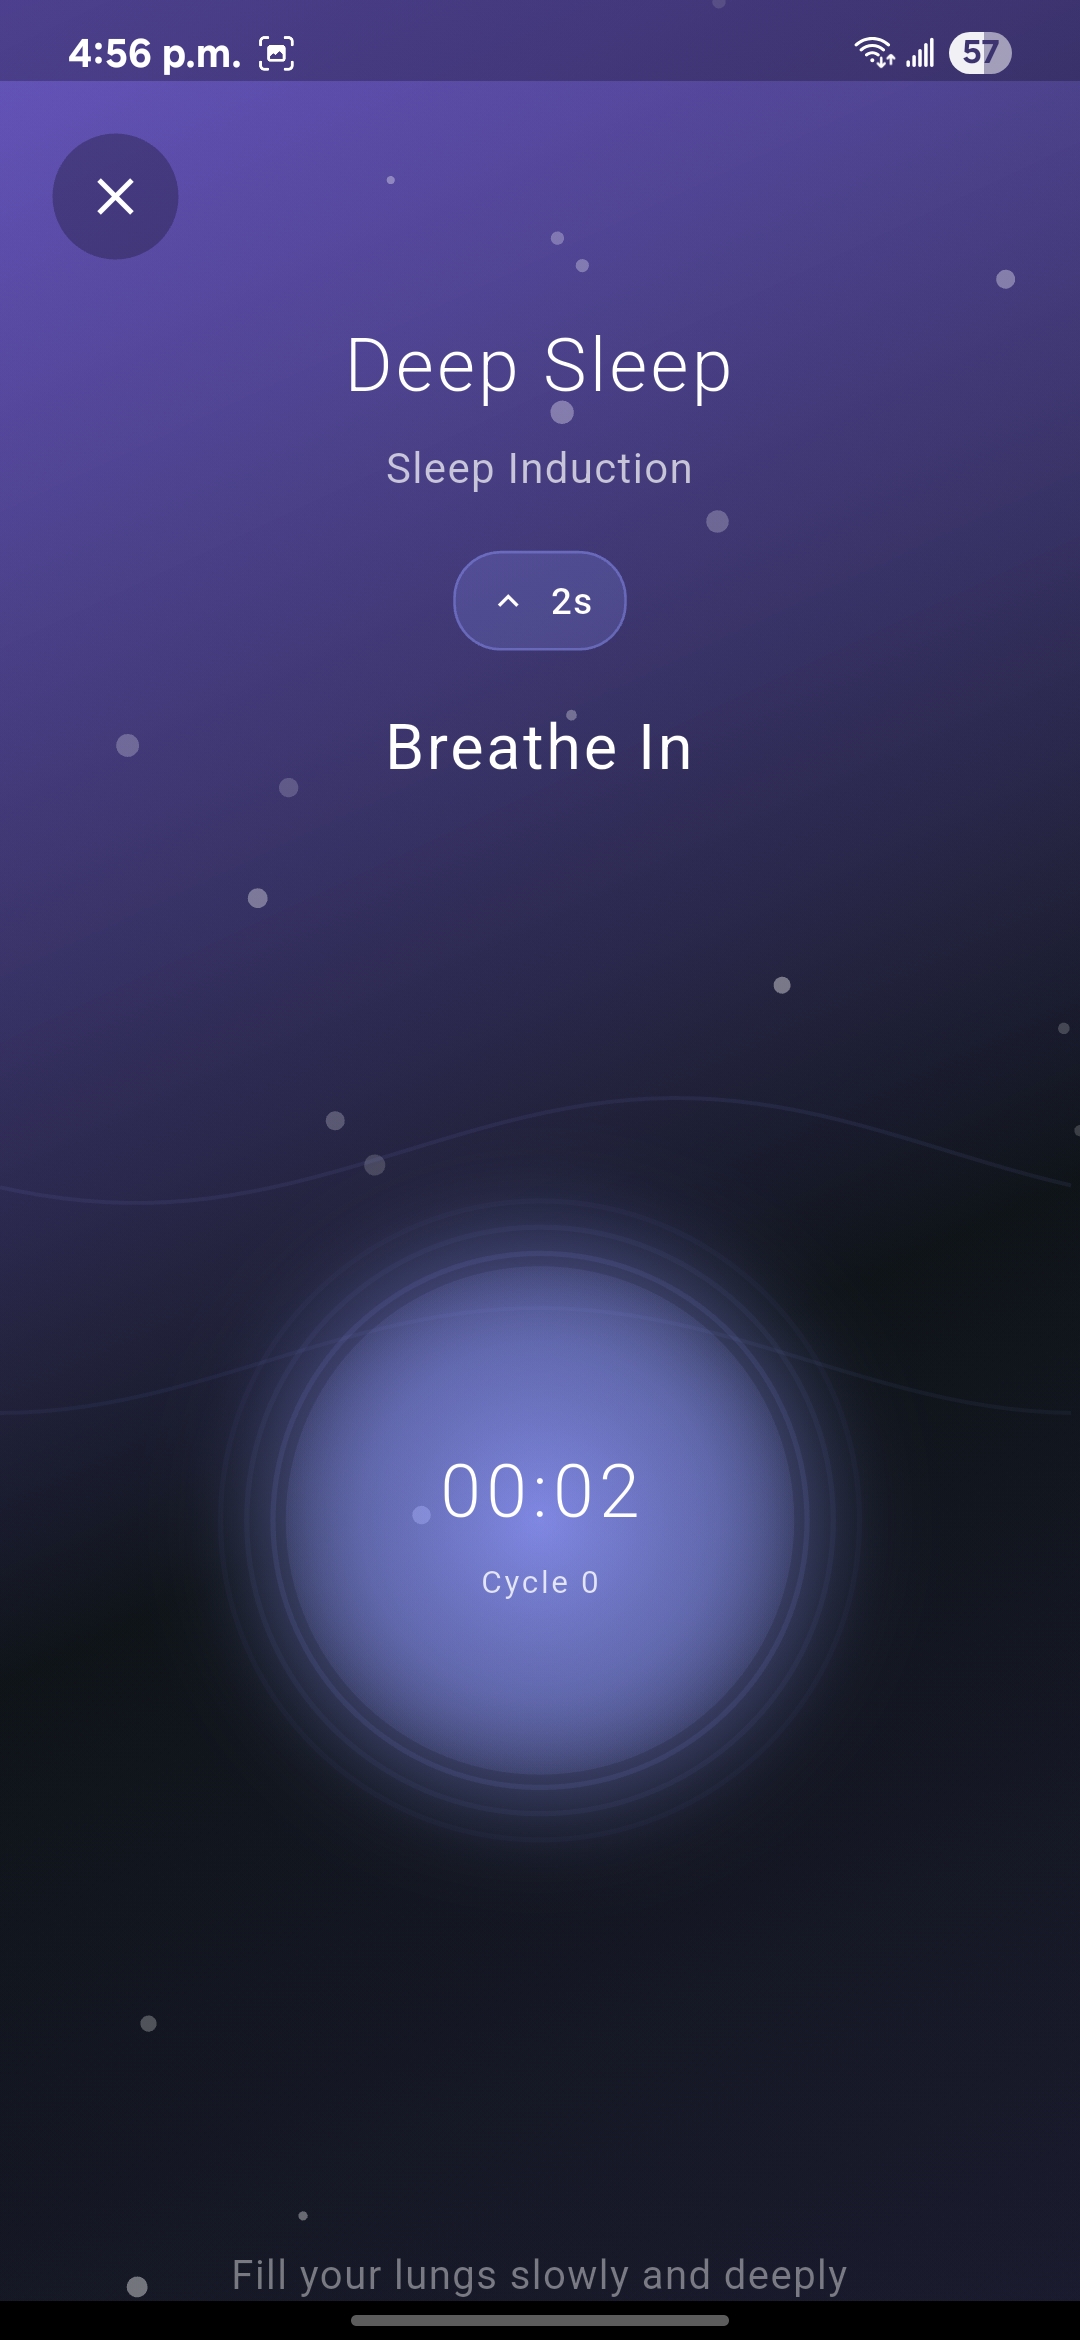 4:56 p.m.
57
Deep Sleep
Sleep Induction
2s
Breathe In
00:02
Cycle 0
Fill your lungs slowly and deeply